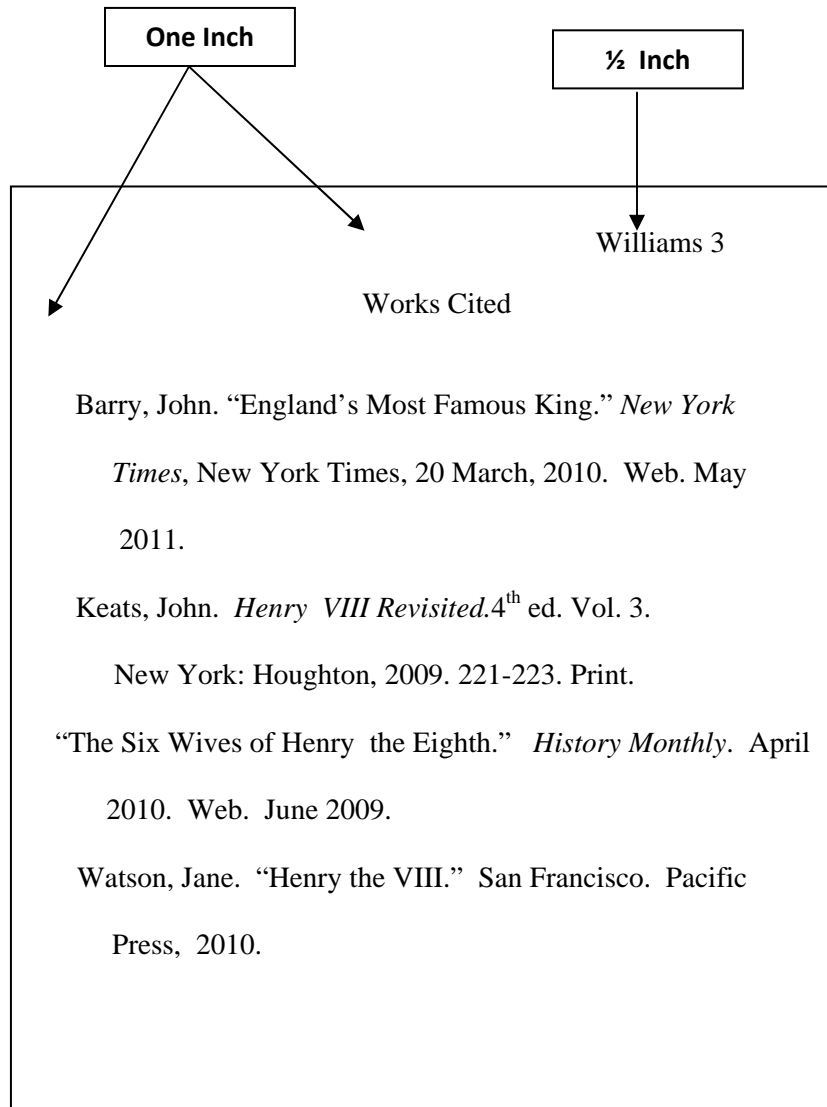 One Inch
½ Inch
Williams 3
Works Cited
Barry, John. “England’s Most Famous King.” New York
Times, New York Times, 20 March, 2010.  Web. May
2011.
Keats, John.  Henry  VIII Revisited.4th ed. Vol. 3.
New York: Houghton, 2009. 221-223. Print.
“The Six Wives of Henry  the Eighth.”   History Monthly.  April
2010.  Web.  June 2009.
Watson, Jane.  “Henry the VIII.”  San Francisco.  Pacific
Press,  2010.